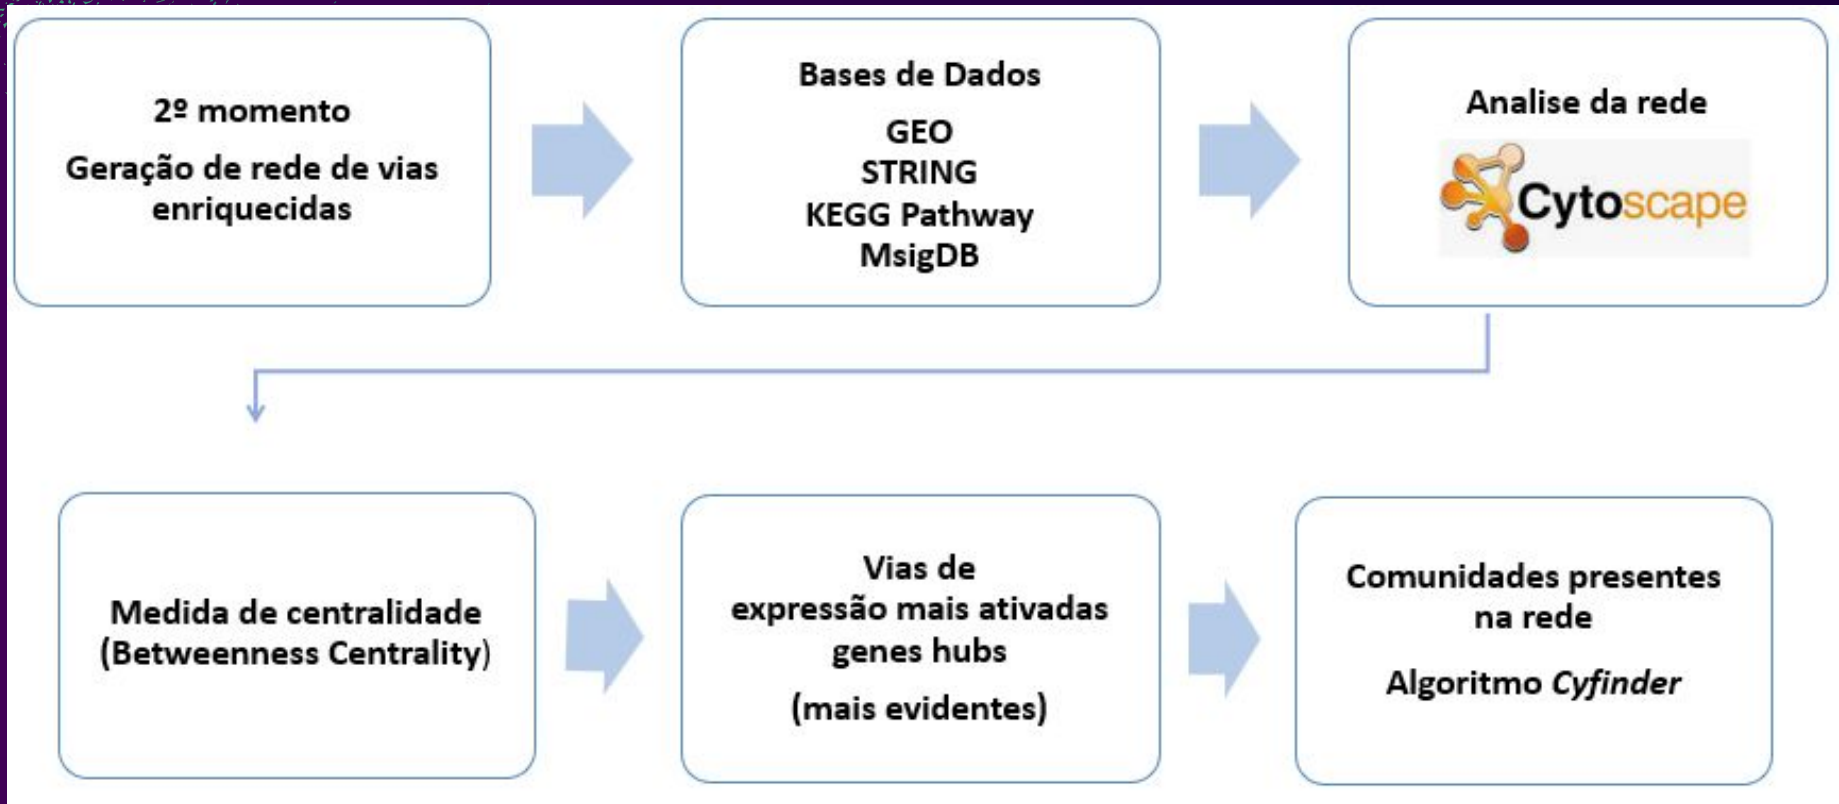 2º momento
Geração de rede de vias
enriquecidas
Bases de Dados
GEO
STRING
KEGG Pathway
MsigDB
Analise da rede
Cytoscape
Medida de centralidade
(Betweenness Centrality)
Vias de
expressão mais ativadas
genes hubs
(mais evidentes)
Comunidades presentes
na rede
Algoritmo Cyfinder